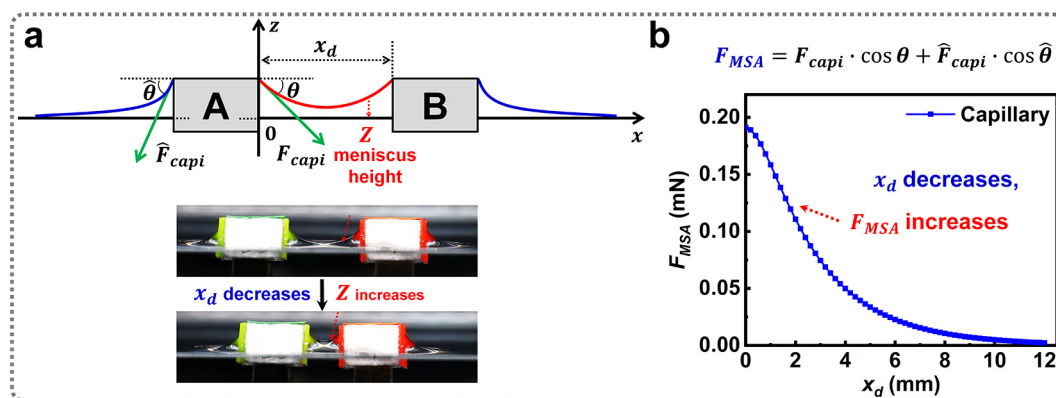 a
z
x_d
θ̂
A
θ
B
0
x
F̂_capi
F_capi
Z
meniscus
height
x_d decreases
Z increases
b
F_MSA = F_capi · cos θ + F̂_capi · cos θ̂
Capillary
x_d decreases,
F_MSA increases
F_MSA (mN)
0.20
0.15
0.10
0.05
0.00
0 2 4 6 8 10 12
x_d (mm)